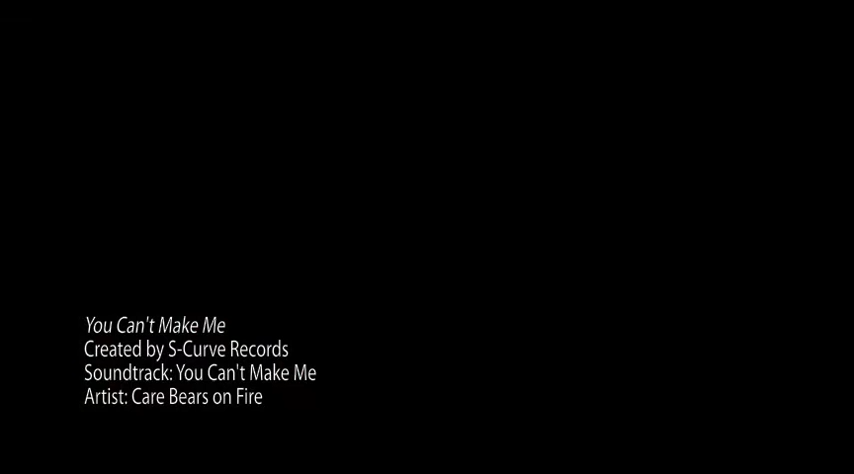 You Can't Make Me
Created by S-Curve Records
Soundtrack: You Can't Make Me
Artist: Care Bears on Fire